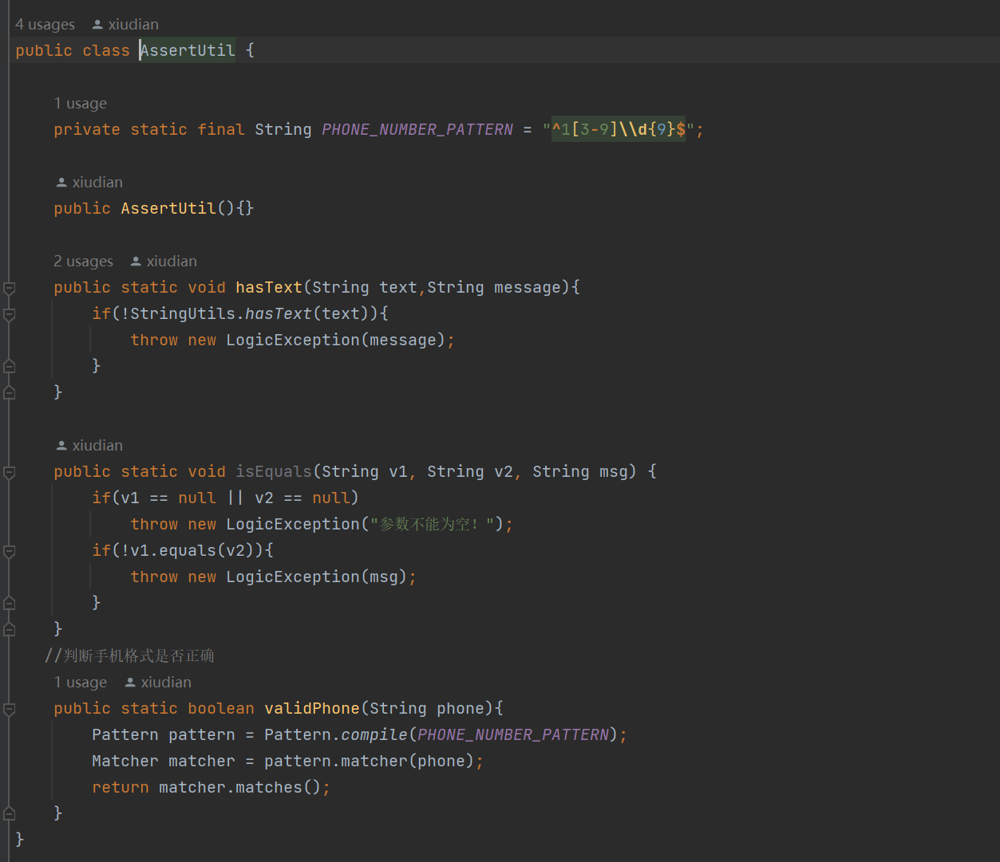 4 usages xiudian
public class AssertUtil {
1 usage
private static final String PHONE_NUMBER_PATTERN = "^1[3-9]\\d{9}$";
xiudian
public AssertUtil(){}
2 usages xiudian
public static void hasText(String text,String message){
if(!StringUtils.hasText(text)){
throw new LogicException(message);
}
}
xiudian
public static void isEquals(String v1, String v2, String msg) {
if(v1 == null || v2 == null)
throw new LogicException("参数不能为空！");
if(!v1.equals(v2)){
throw new LogicException(msg);
}
}
//判断手机格式是否正确
1 usage xiudian
public static boolean validPhone(String phone){
Pattern pattern = Pattern.compile(PHONE_NUMBER_PATTERN);
Matcher matcher = pattern.matcher(phone);
return matcher.matches();
}
}